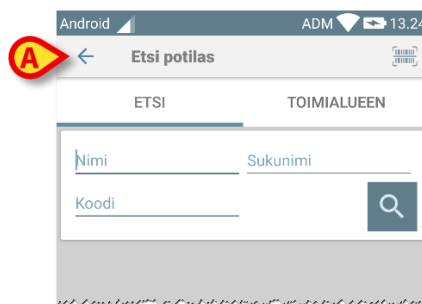 Android ADM 13.24
A
Etsi potilas
ETSI TOIMIALUEEN
Nimi Sukunimi
Koodi